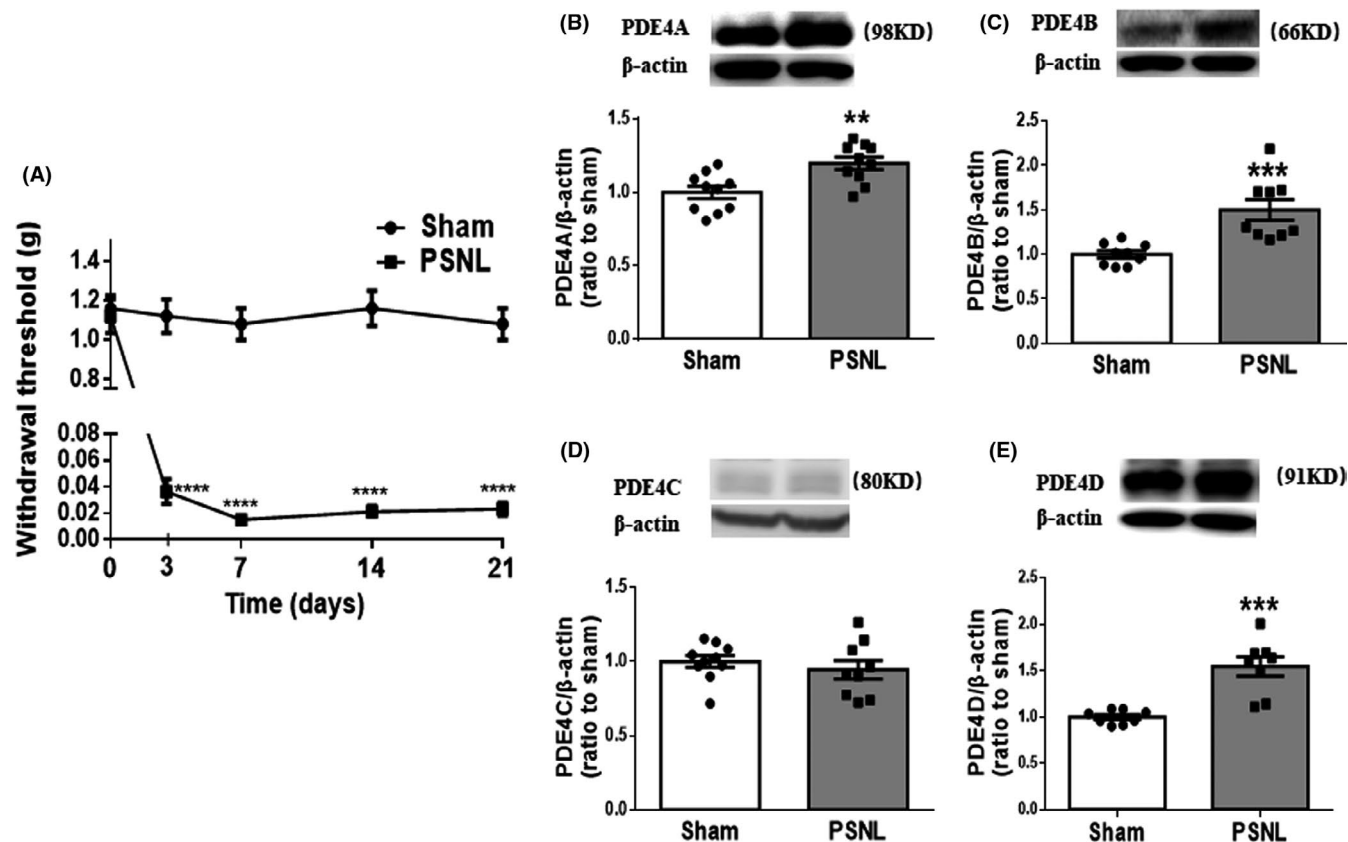 (A)
Withdrawal threshold (g)
Sham
PSNL
1.4
1.2
1.0
0.8
0.08
0.06
0.04
0.02
0.00
****
****
****
****
0
3
7
14
21
Time (days)
(B)
PDE4A
(98KD)
β-actin
PDE4A/β-actin
(ratio to sham)
1.5
1.0
0.5
0.0
**
Sham
PSNL
(C)
PDE4B
(66KD)
β-actin
PDE4B/β-actin
(ratio to sham)
2.5
2.0
1.5
1.0
0.5
0.0
***
Sham
PSNL
(D)
PDE4C
(80KD)
β-actin
PDE4C/β-actin
(ratio to sham)
1.5
1.0
0.5
0.0
Sham
PSNL
(E)
PDE4D
(91KD)
β-actin
PDE4D/β-actin
(ratio to sham)
2.5
2.0
1.5
1.0
0.5
0.0
***
Sham
PSNL